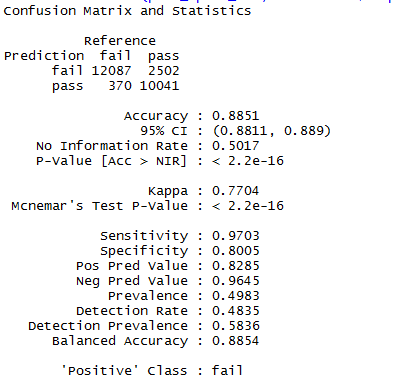 Confusion Matrix and Statistics
Reference
Prediction fail pass
fail 12087 2502
pass 370 10041
Accuracy : 0.8851
95% CI : (0.8811, 0.889)
No Information Rate : 0.5017
P-Value [Acc > NIR] : < 2.2e-16
Kappa : 0.7704
Mcnemar's Test P-Value : < 2.2e-16
Sensitivity : 0.9703
Specificity : 0.8005
Pos Pred Value : 0.8285
Neg Pred Value : 0.9645
Prevalence : 0.4983
Detection Rate : 0.4835
Detection Prevalence : 0.5836
Balanced Accuracy : 0.8854
'Positive' Class : fail